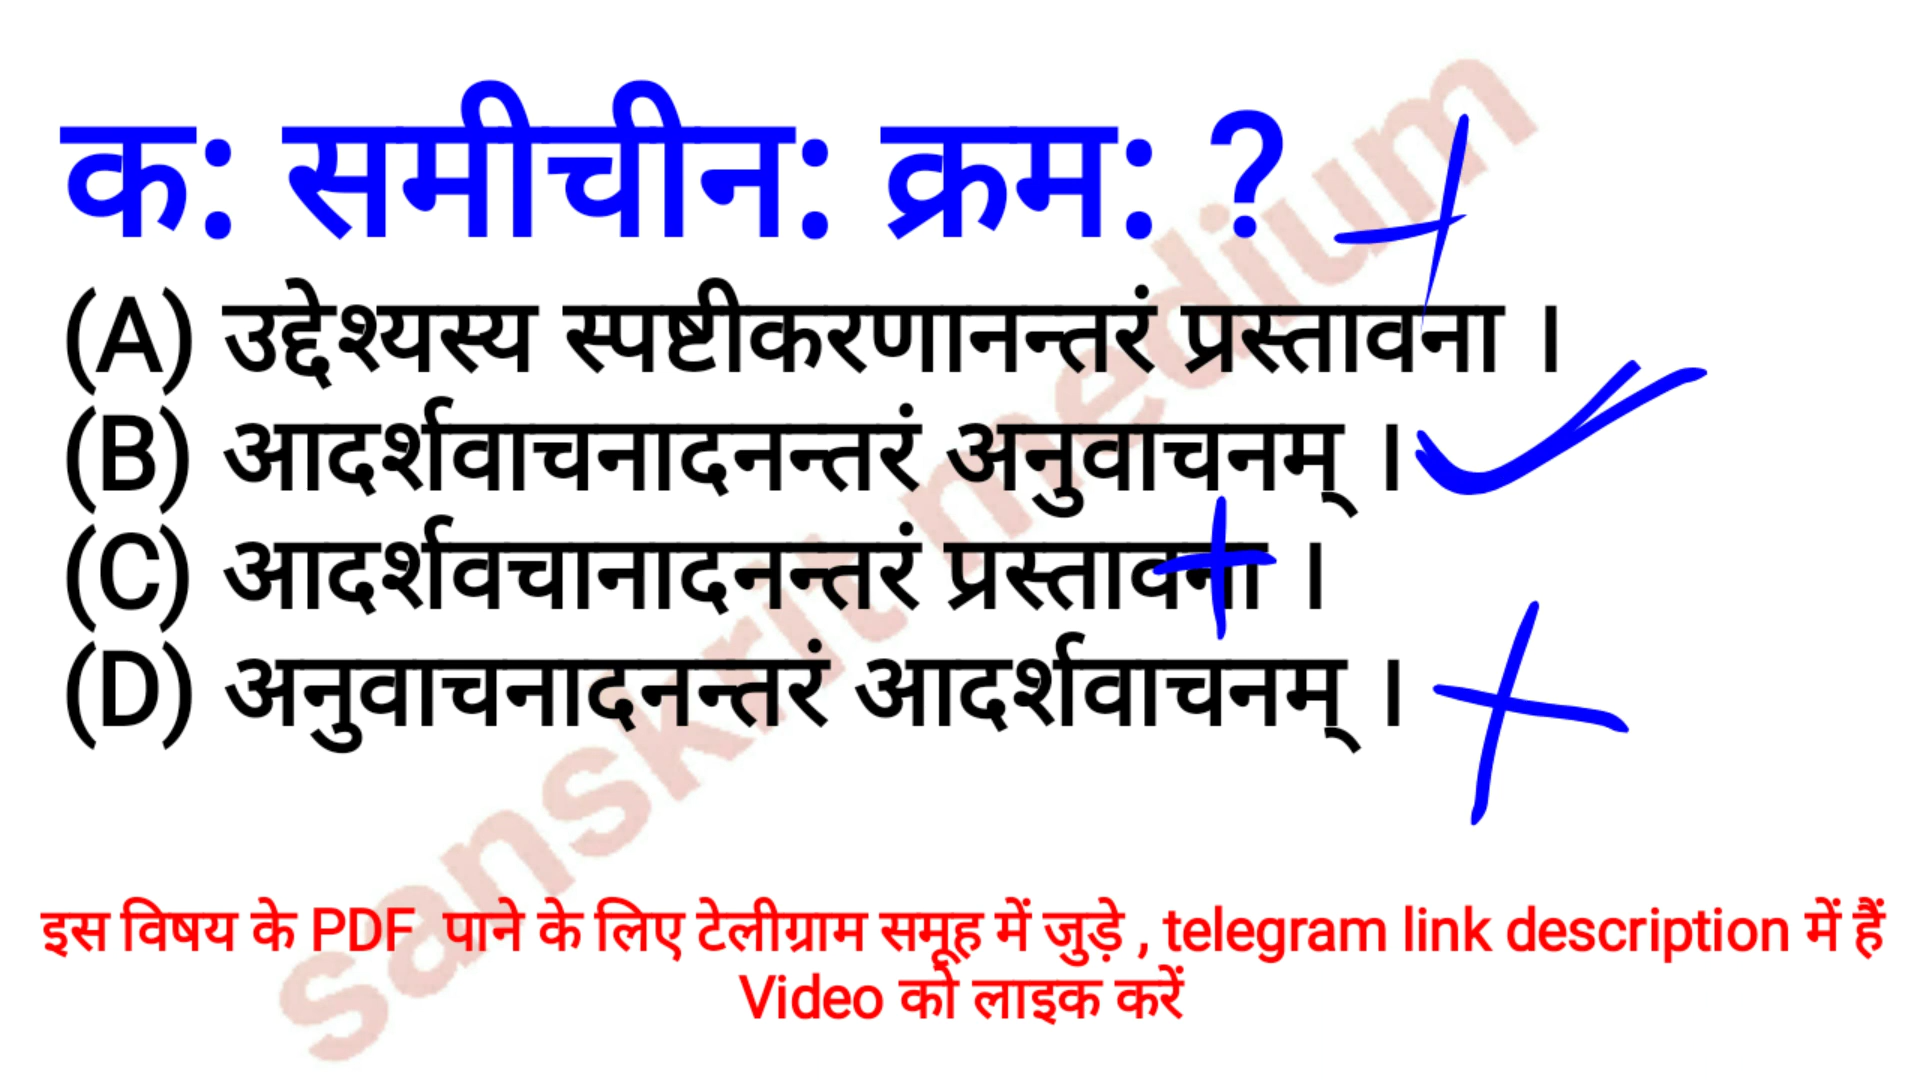 क: समीचीन: क्रम: ?
(A) उद्देश्यस्य स्पष्टीकरणानन्तरं प्रस्तावना ।
(B) आदर्शवाचनादनन्तरं अनुवाचनम् ।
(C) आदर्शवचानादनन्तरं प्रस्तावना ।
(D) अनुवाचनादनन्तरं आदर्शवाचनम् ।
sanskrit medium
इस विषय के PDF पाने के लिए टेलीग्राम समूह में जुड़े , telegram link description में हैं
Video को लाइक करें